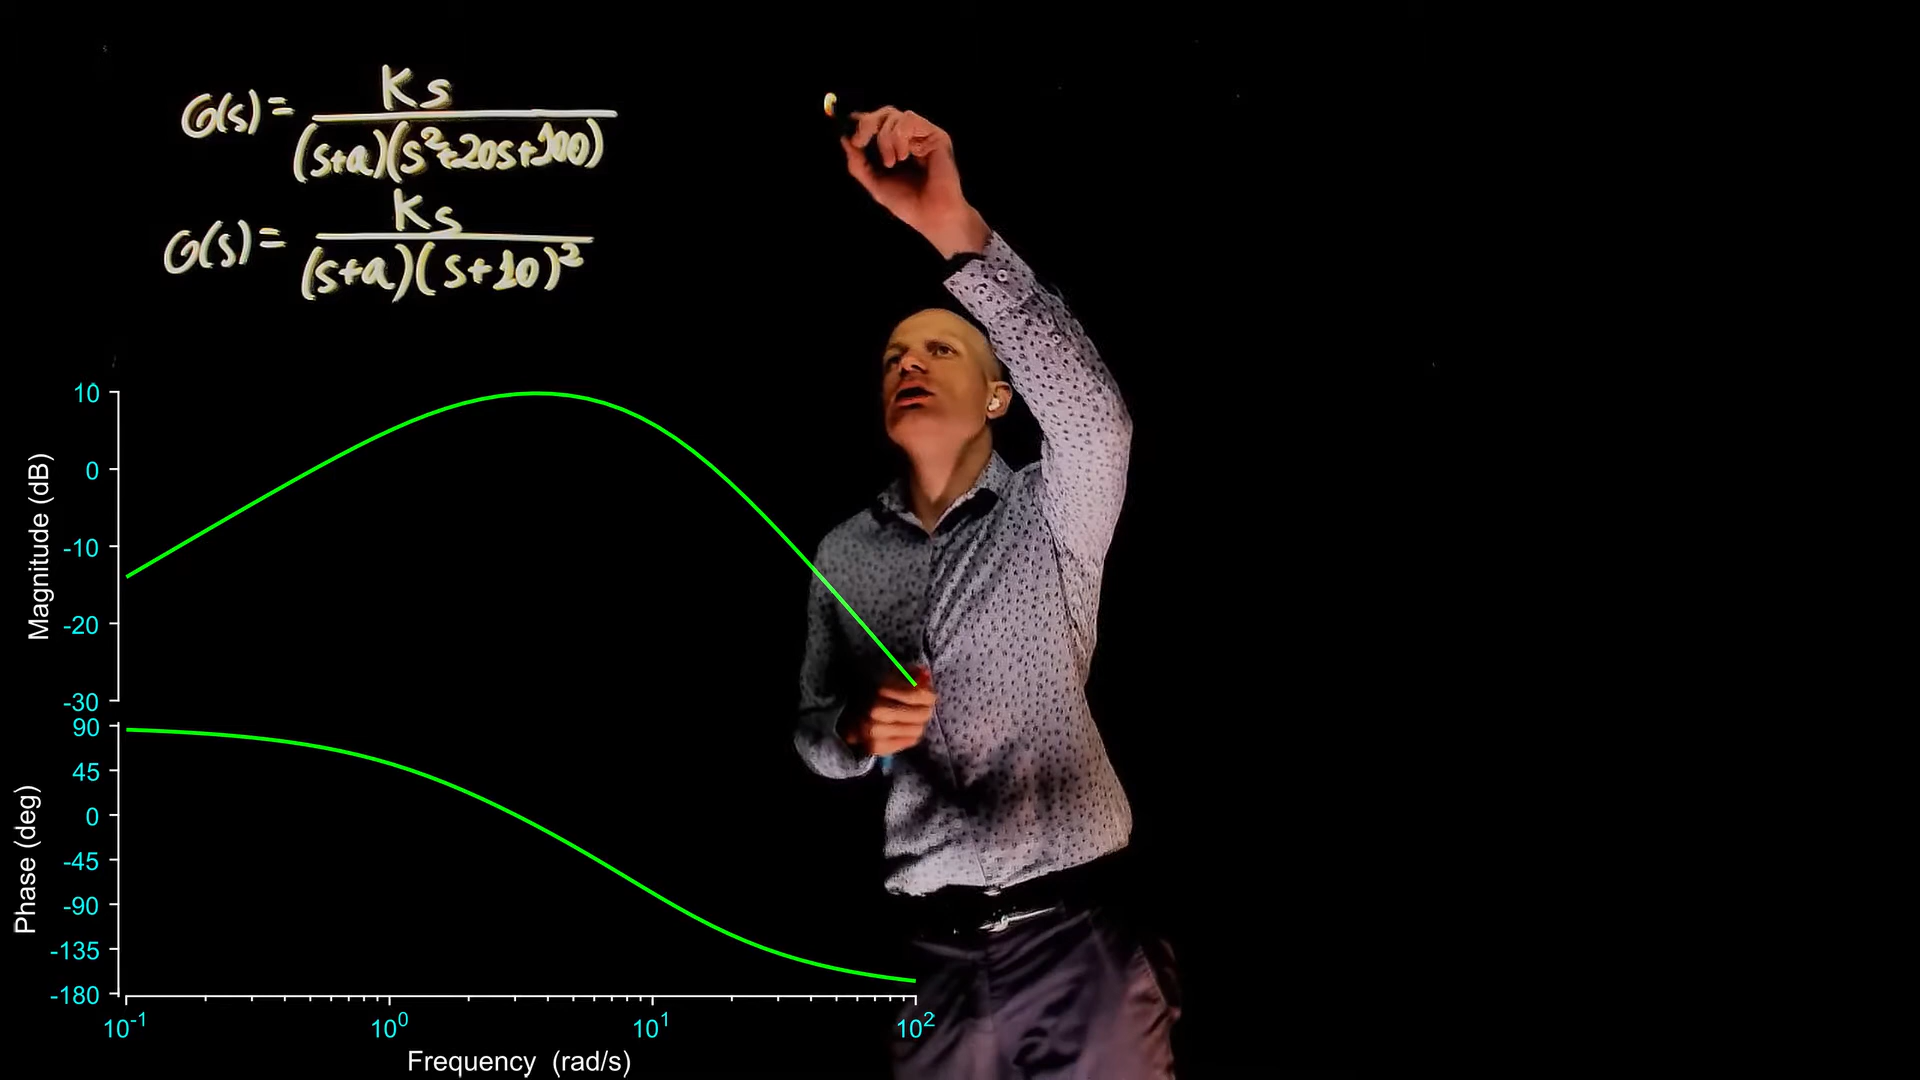 G(s) = Ks / (s+a)(s²+20s+100)
G(s) = Ks / (s+a)(s+10)²
10
0
-10
-20
-30
Magnitude (dB)
90
45
0
-45
-90
-135
-180
Phase (deg)
10⁻¹ 10⁰ 10¹ 10²
Frequency (rad/s)